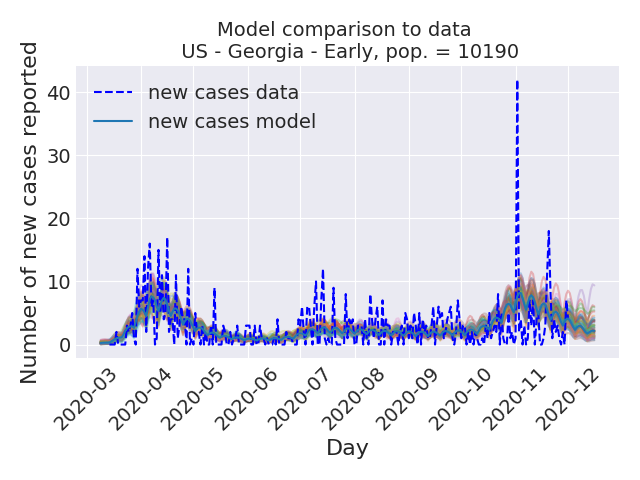 Model comparison to data
US - Georgia - Early, pop. = 10190
Number of new cases reported
40
30
20
10
0
new cases data
new cases model
2020-03
2020-04
2020-05
2020-06
2020-07
2020-08
2020-09
2020-10
2020-11
2020-12
Day